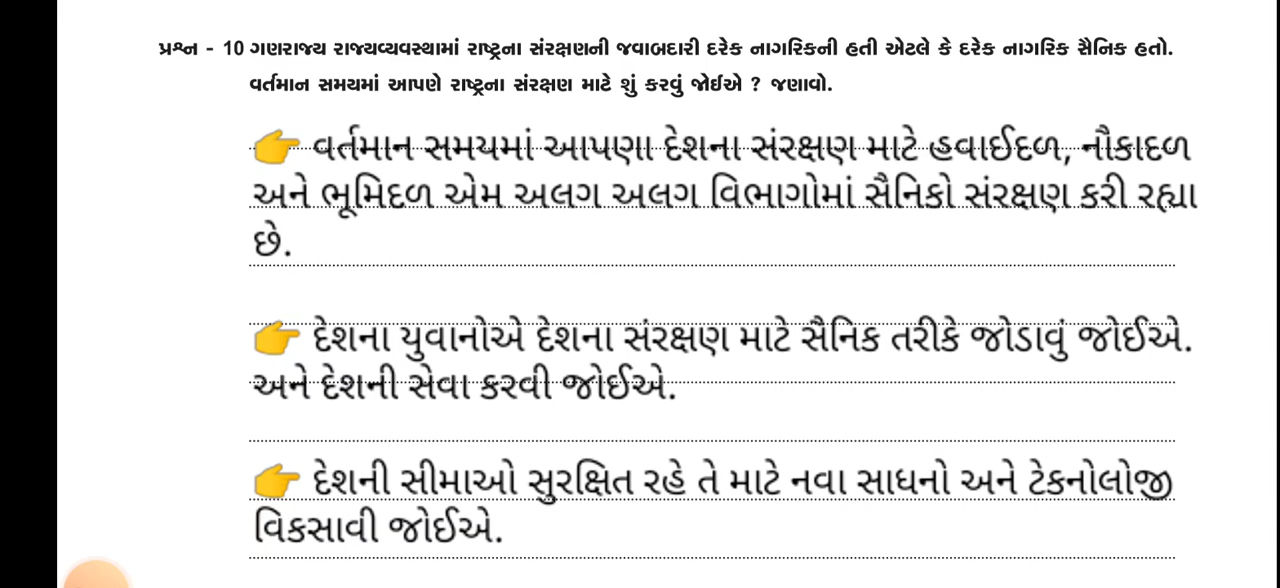 પ્રશ્ન - 10 ગણરાજ્ય રાજ્યવ્યવસ્થામાં રાષ્ટ્રના સંરક્ષણની જવાબદારી દરેક નાગરિકની હતી એટલે કે દરેક નાગરિક સૈનિક હતો.
વર્તમાન સમયમાં આપણે રાષ્ટ્રના સંરક્ષણ માટે શું કરવું જોઈએ ? જણાવો.
👉 વર્તમાન સમયમાં આપણા દેશના સંરક્ષણ માટે હવાઈદળ, નૌકાદળ
અને ભૂમિદળ એમ અલગ અલગ વિભાગોમાં સૈનિકો સંરક્ષણ કરી રહ્યા
છે.
👉 દેશના યુવાનોએ દેશના સંરક્ષણ માટે સૈનિક તરીકે જોડાવું જોઈએ.
અને દેશની સેવા કરવી જોઈએ.
👉 દેશની સીમાઓ સુરક્ષિત રહે તે માટે નવા સાધનો અને ટેકનોલોજી
વિકસાવી જોઈએ.